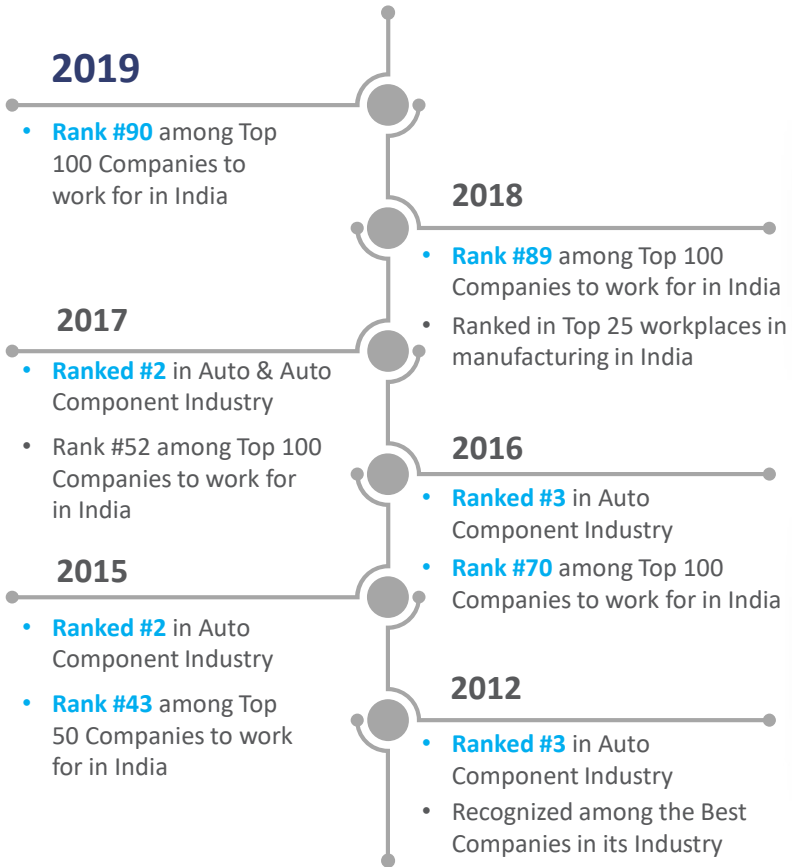 2019
• Rank #90 among Top
100 Companies to
work for in India
2018
• Rank #89 among Top 100
Companies to work for in India
• Ranked in Top 25 workplaces in
manufacturing in India
2017
• Ranked #2 in Auto & Auto
Component Industry
• Rank #52 among Top 100
Companies to work for
in India
2016
• Ranked #3 in Auto
Component Industry
• Rank #70 among Top 100
Companies to work for in India
2015
• Ranked #2 in Auto
Component Industry
• Rank #43 among Top
50 Companies to work
for in India
2012
• Ranked #3 in Auto
Component Industry
• Recognized among the Best
Companies in its Industry